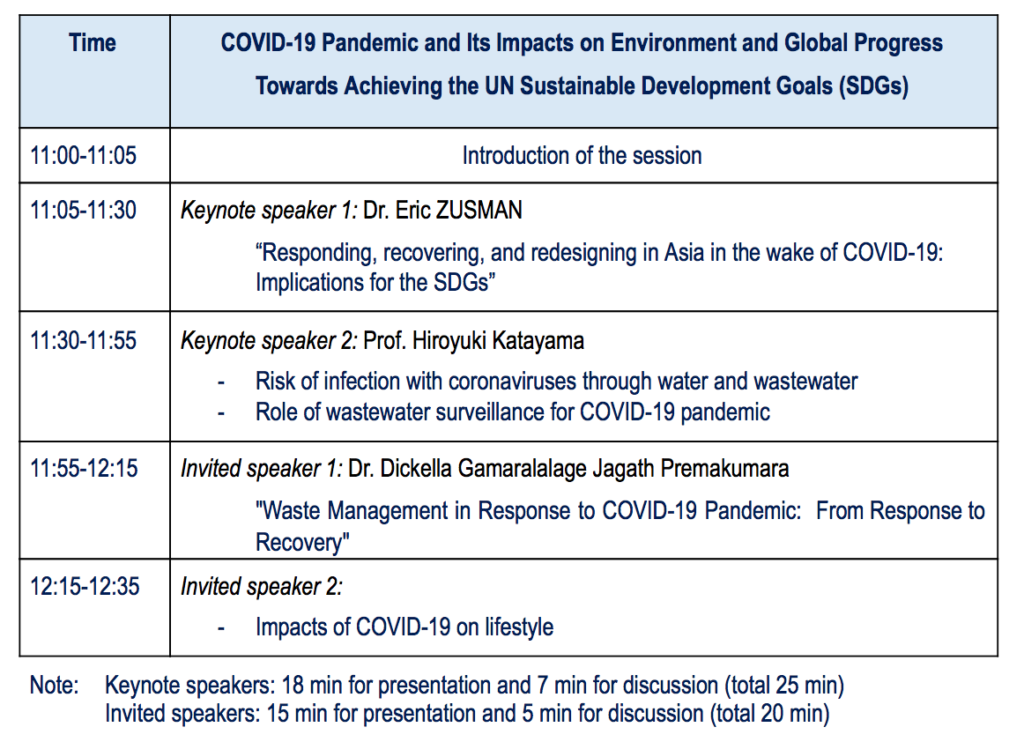 Time
COVID-19 Pandemic and Its Impacts on Environment and Global Progress
Towards Achieving the UN Sustainable Development Goals (SDGs)
11:00-11:05
Introduction of the session
11:05-11:30
Keynote speaker 1: Dr. Eric ZUSMAN
“Responding, recovering, and redesigning in Asia in the wake of COVID-19:
Implications for the SDGs”
11:30-11:55
Keynote speaker 2: Prof. Hiroyuki Katayama
- Risk of infection with coronaviruses through water and wastewater
- Role of wastewater surveillance for COVID-19 pandemic
11:55-12:15
Invited speaker 1: Dr. Dickella Gamaralalage Jagath Premakumara
"Waste Management in Response to COVID-19 Pandemic: From Response to
Recovery"
12:15-12:35
Invited speaker 2:
- Impacts of COVID-19 on lifestyle
Note: Keynote speakers: 18 min for presentation and 7 min for discussion (total 25 min)
Invited speakers: 15 min for presentation and 5 min for discussion (total 20 min)